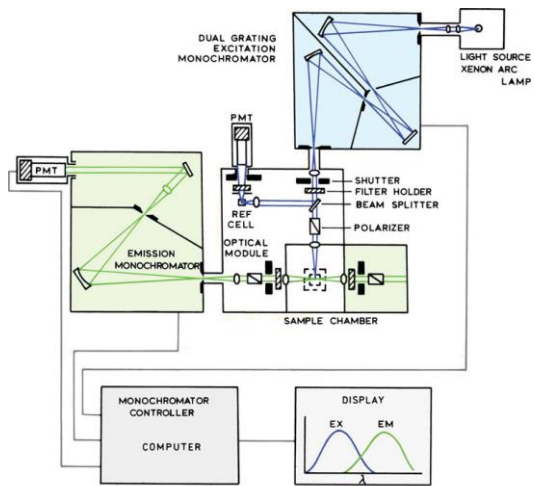 DUAL GRATING
EXCITATION
MONOCHROMATOR
LIGHT SOURCE
XENON ARC
LAMP
PMT
PMT
SHUTTER
FILTER HOLDER
BEAM SPLITTER
REF
CELL
POLARIZER
EMISSION
MONOCHROMATOR
OPTICAL
MODULE
SAMPLE CHAMBER
MONOCHROMATOR
CONTROLLER
COMPUTER
DISPLAY
EX EM
λ